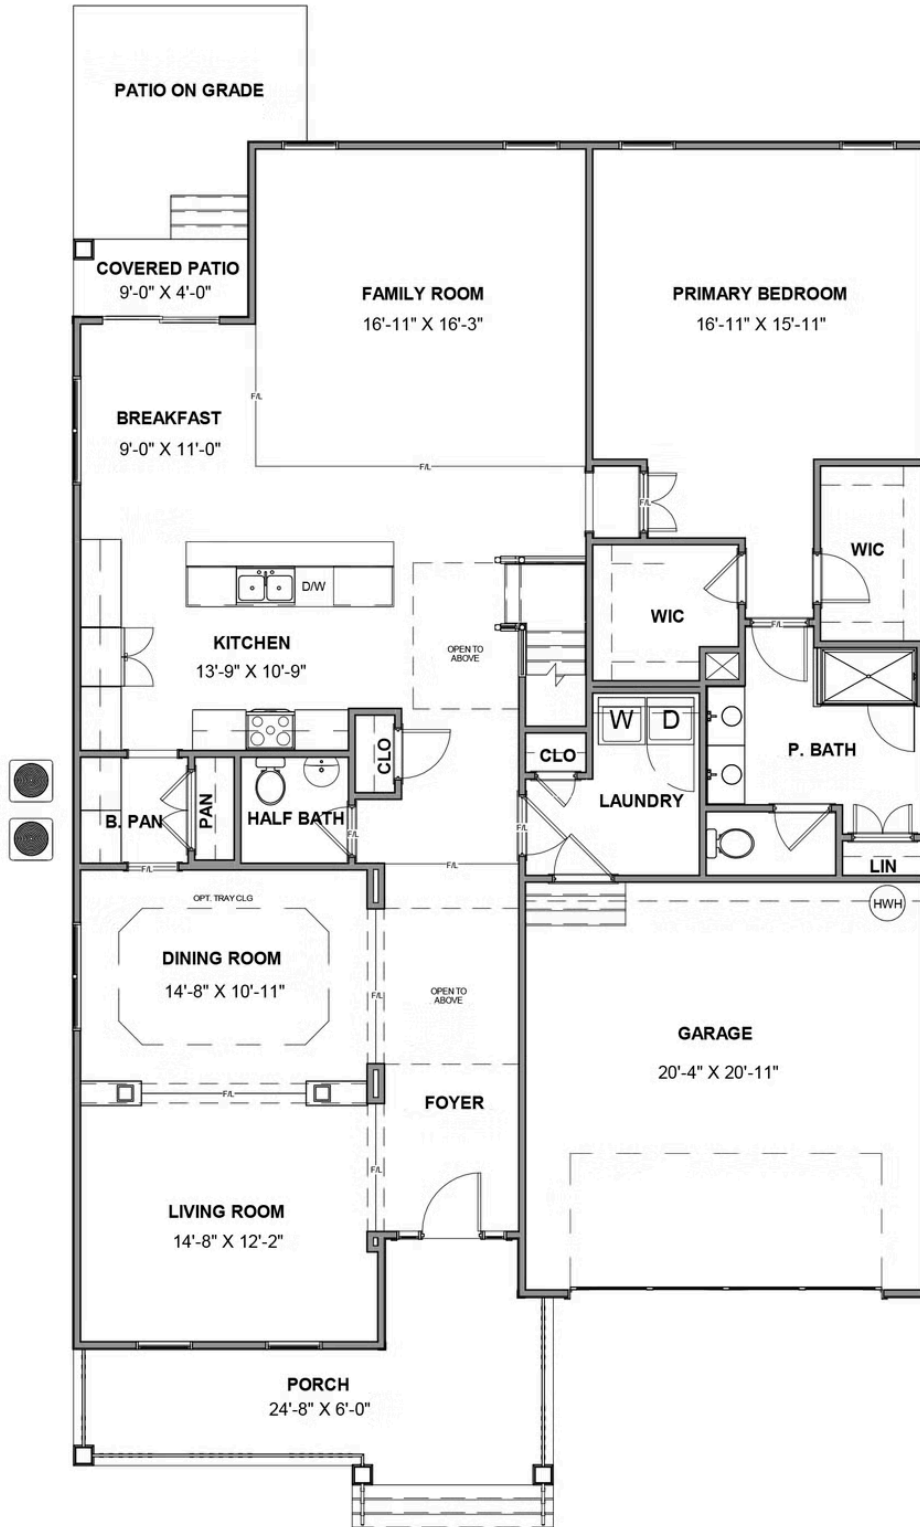 PATIO ON GRADE
COVERED PATIO
9'-0" X 4'-0"
FAMILY ROOM
16'-11" X 16'-3"
PRIMARY BEDROOM
16'-11" X 15'-11"
F/L
BREAKFAST
9'-0" X 11'-0"
F/L
F/L
WIC
D/W
WIC
F/L
KITCHEN
13'-9" X 10'-9"
OPEN TO
ABOVE
W
D
P. BATH
CLO
CLO
LAUNDRY
B. PAN
PAN
HALF BATH
F/L
F/L
F/L
F/L
LIN
HWH
OPT. TRAY CLG
DINING ROOM
14'-8" X 10'-11"
F/L
OPEN TO
ABOVE
GARAGE
20'-4" X 20'-11"
F/L
FOYER
F/L
LIVING ROOM
14'-8" X 12'-2"
PORCH
24'-8" X 6'-0"